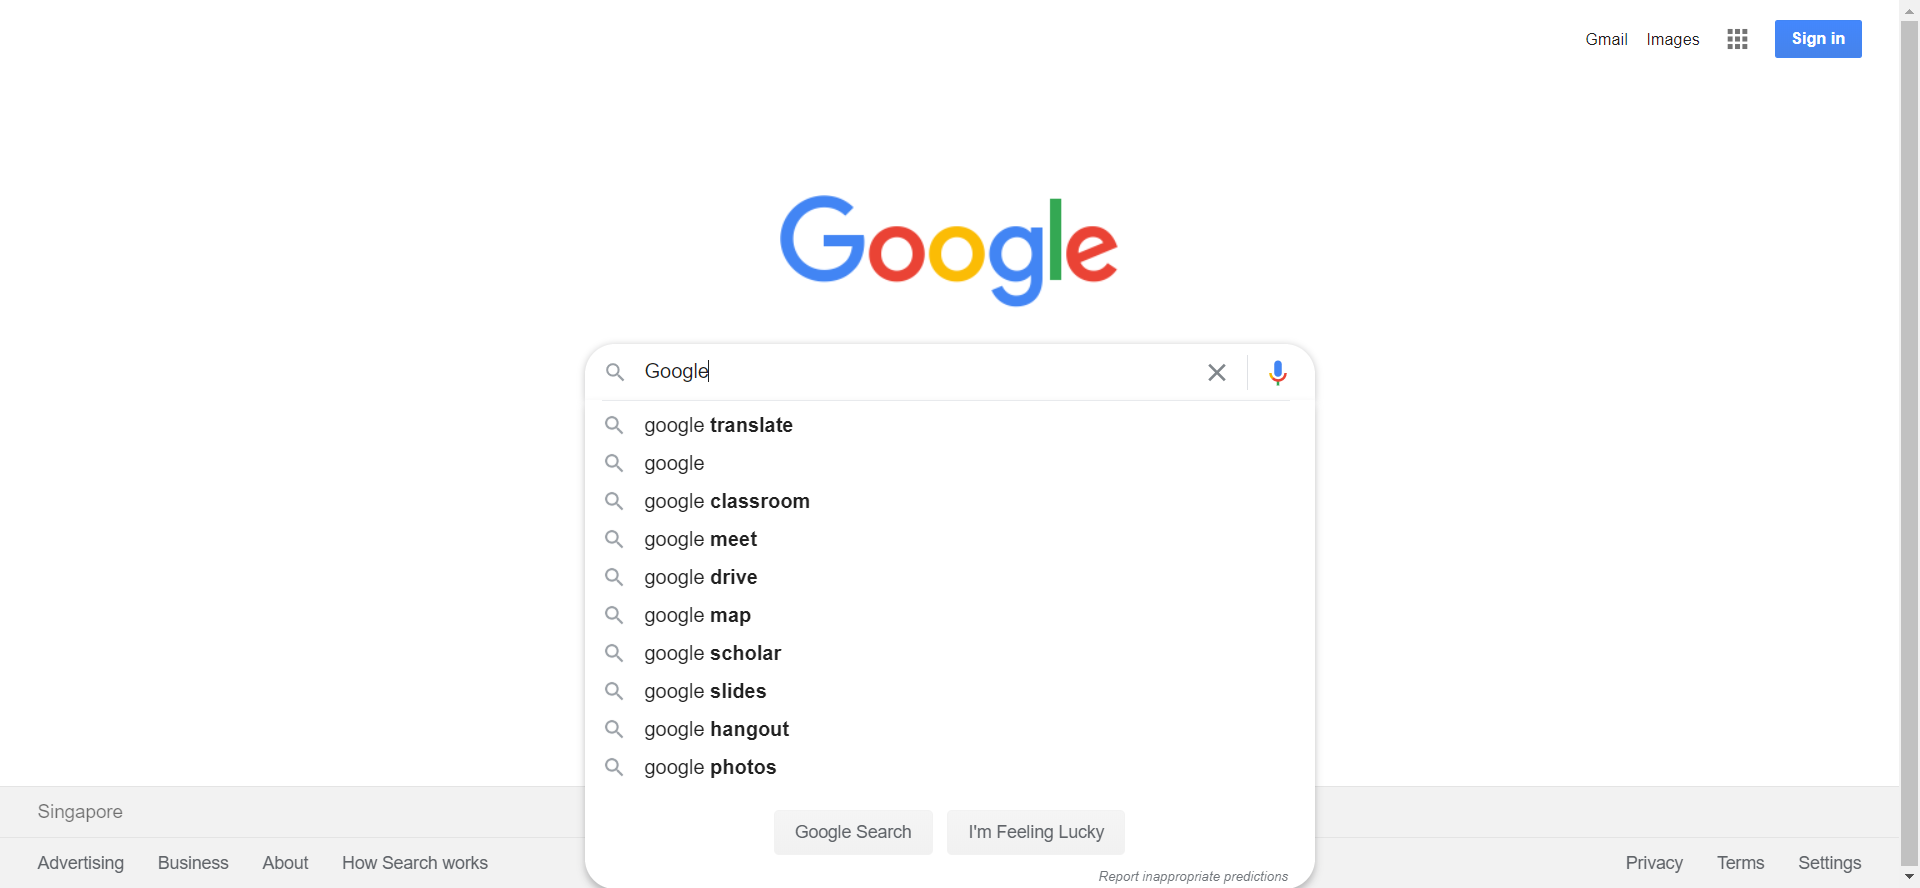 Gmail Images Sign in
Google
Google
google translate
google
google classroom
google meet
google drive
google map
google scholar
google slides
google hangout
google photos
Google Search I'm Feeling Lucky
Report inappropriate predictions
Singapore
Advertising Business About How Search works Privacy Terms Settings